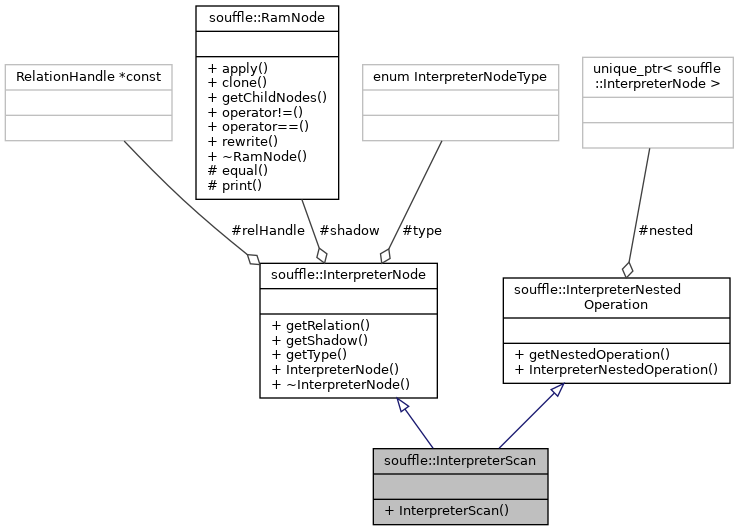 souffle::RamNode
+ apply()
+ clone()
+ getChildNodes()
+ operator!=()
+ operator==()
+ rewrite()
+ ~RamNode()
# equal()
# print()
RelationHandle *const
enum InterpreterNodeType
unique_ptr< souffle
::InterpreterNode >
#relHandle
#shadow
#type
#nested
souffle::InterpreterNode
+ getRelation()
+ getShadow()
+ getType()
+ InterpreterNode()
+ ~InterpreterNode()
souffle::InterpreterNested
Operation
+ getNestedOperation()
+ InterpreterNestedOperation()
souffle::InterpreterScan
+ InterpreterScan()